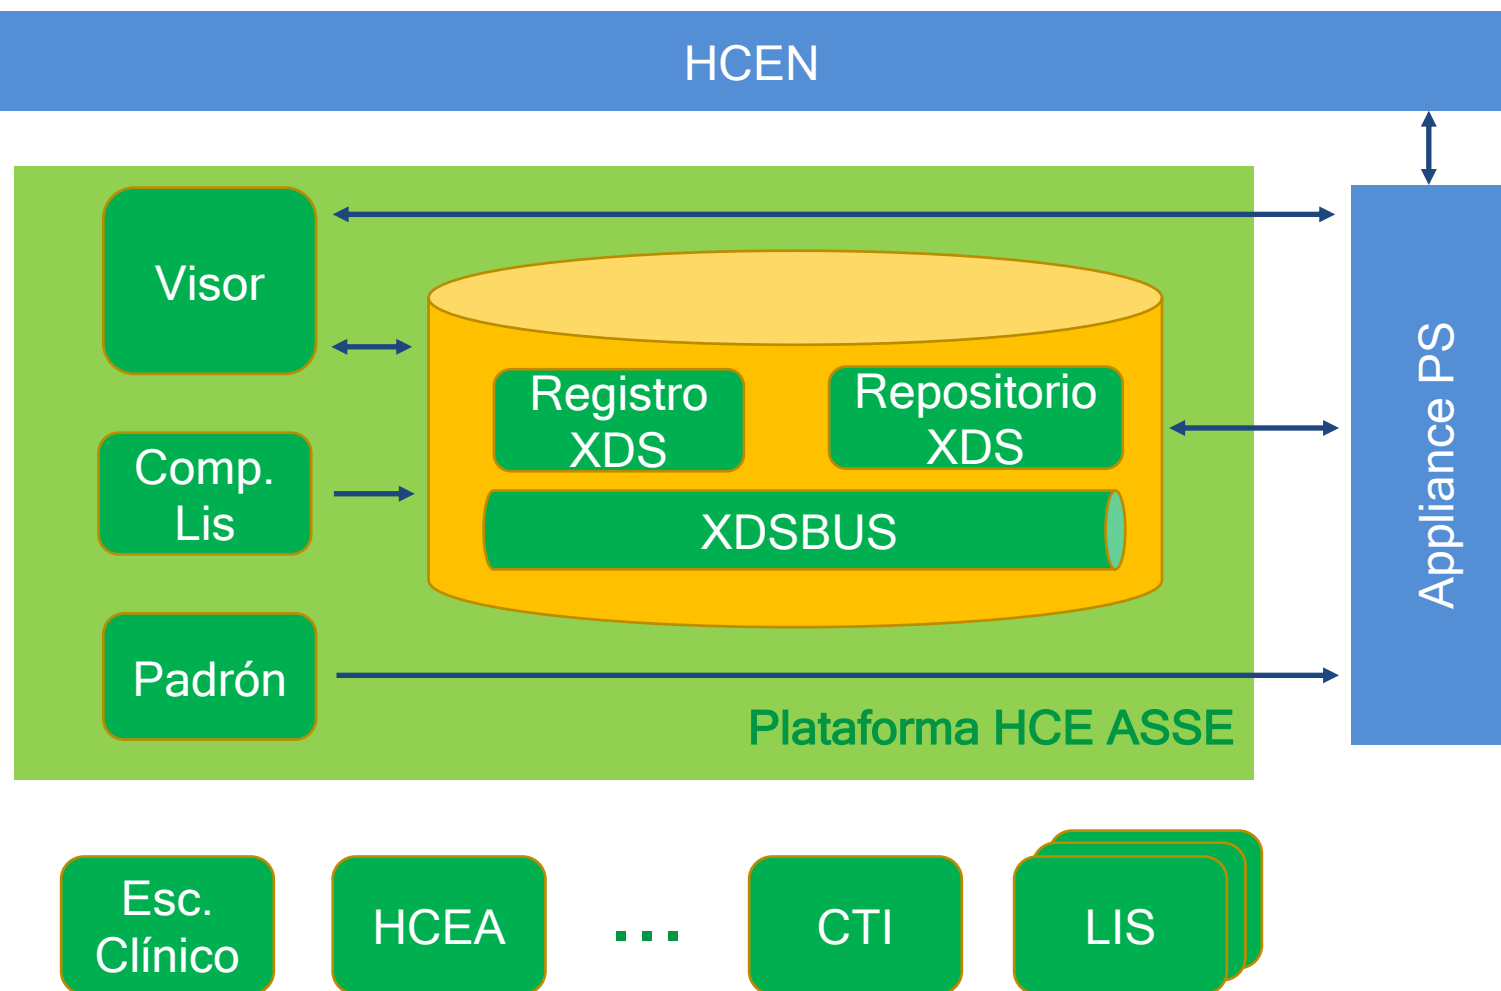 HCEN
Visor
Registro
XDS
Repositorio
XDS
Comp.
Lis
XDSBUS
Padrón
Plataforma HCE ASSE
Appliance PS
Esc.
Clínico
HCEA
...
CTI
LIS